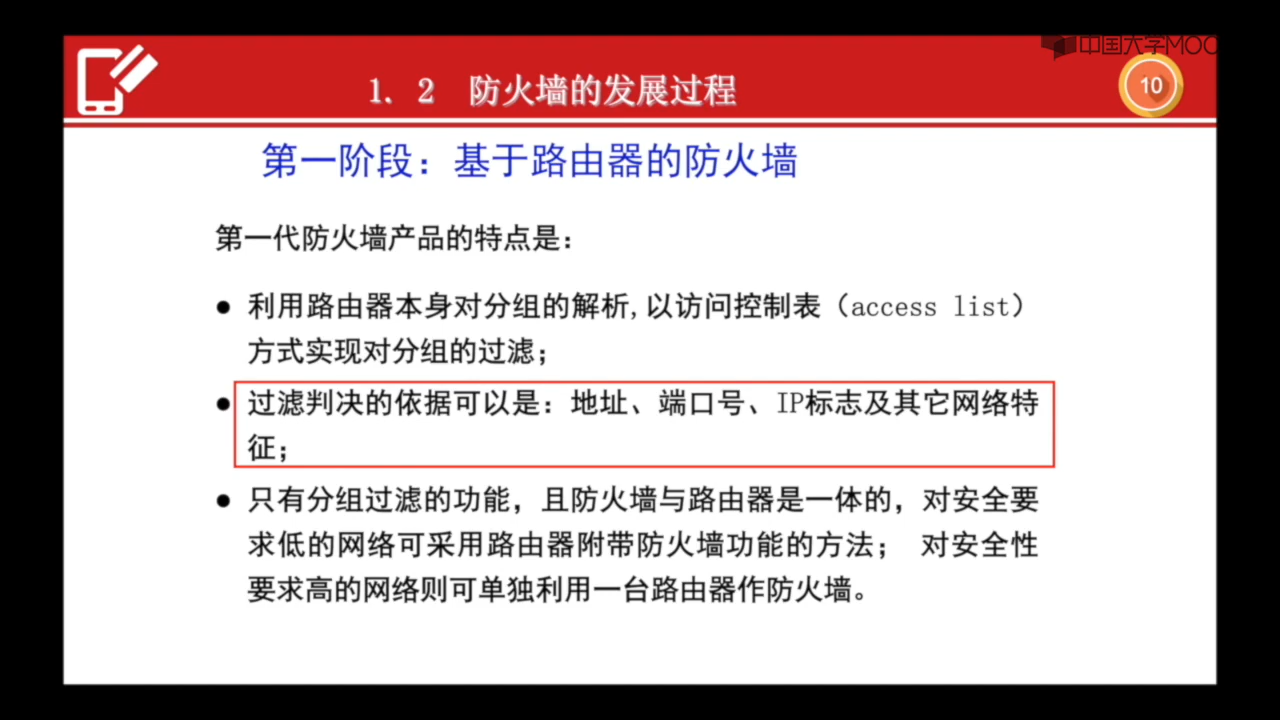 中国大学MOOC
1. 2 防火墙的发展过程
10
第一阶段：基于路由器的防火墙
第一代防火墙产品的特点是：
● 利用路由器本身对分组的解析,以访问控制表（access list）
方式实现对分组的过滤；
● 过滤判决的依据可以是：地址、端口号、IP标志及其它网络特
征；
● 只有分组过滤的功能，且防火墙与路由器是一体的，对安全要
求低的网络可采用路由器附带防火墙功能的方法； 对安全性
要求高的网络则可单独利用一台路由器作防火墙。